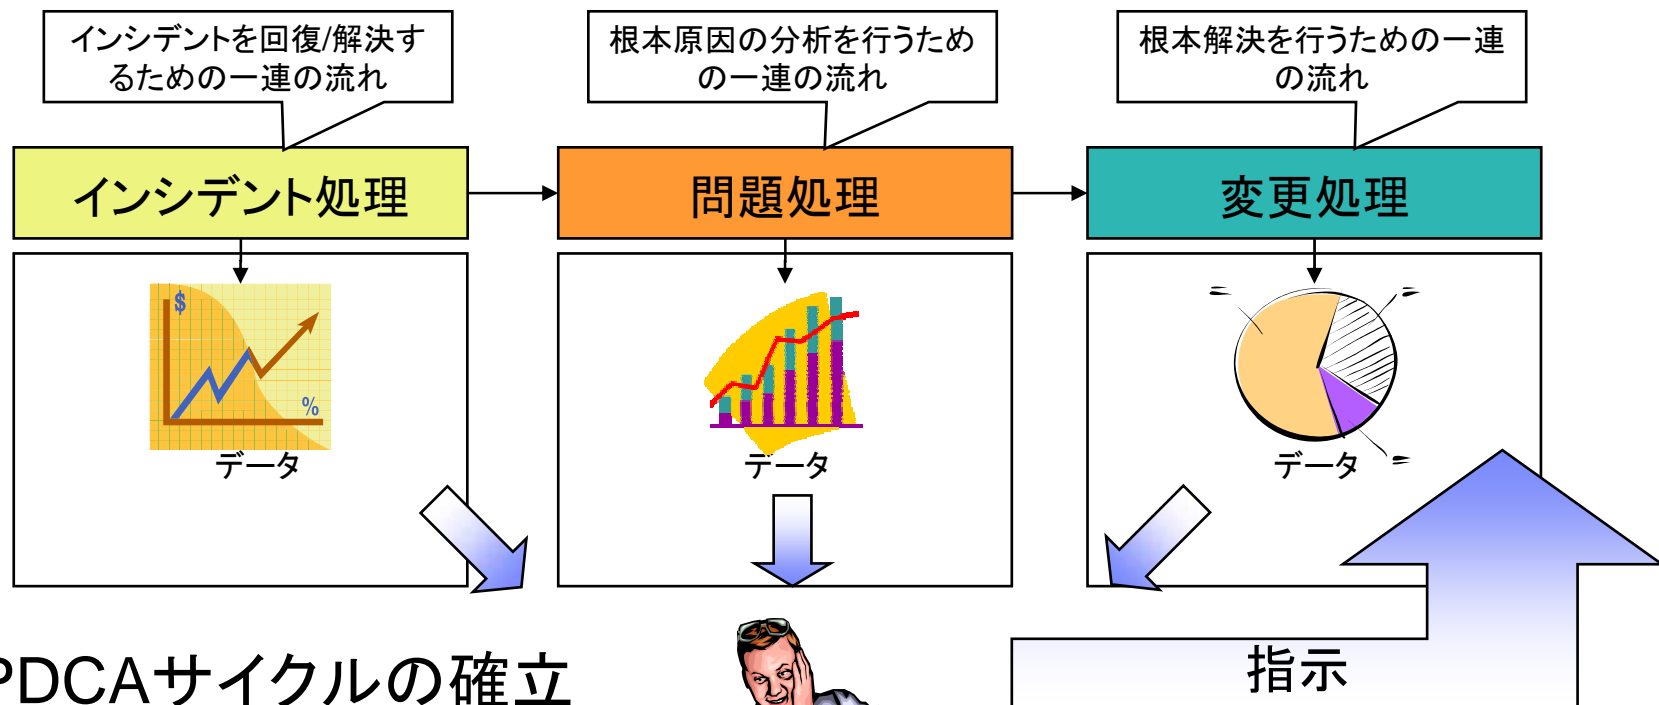 インシデントを回復/解決す
るための一連の流れ
根本原因の分析を行うため
の一連の流れ
根本解決を行うための一連
の流れ
インシデント処理
問題処理
変更処理
$
%
データ
データ
データ
PDCAサイクルの確立
指示